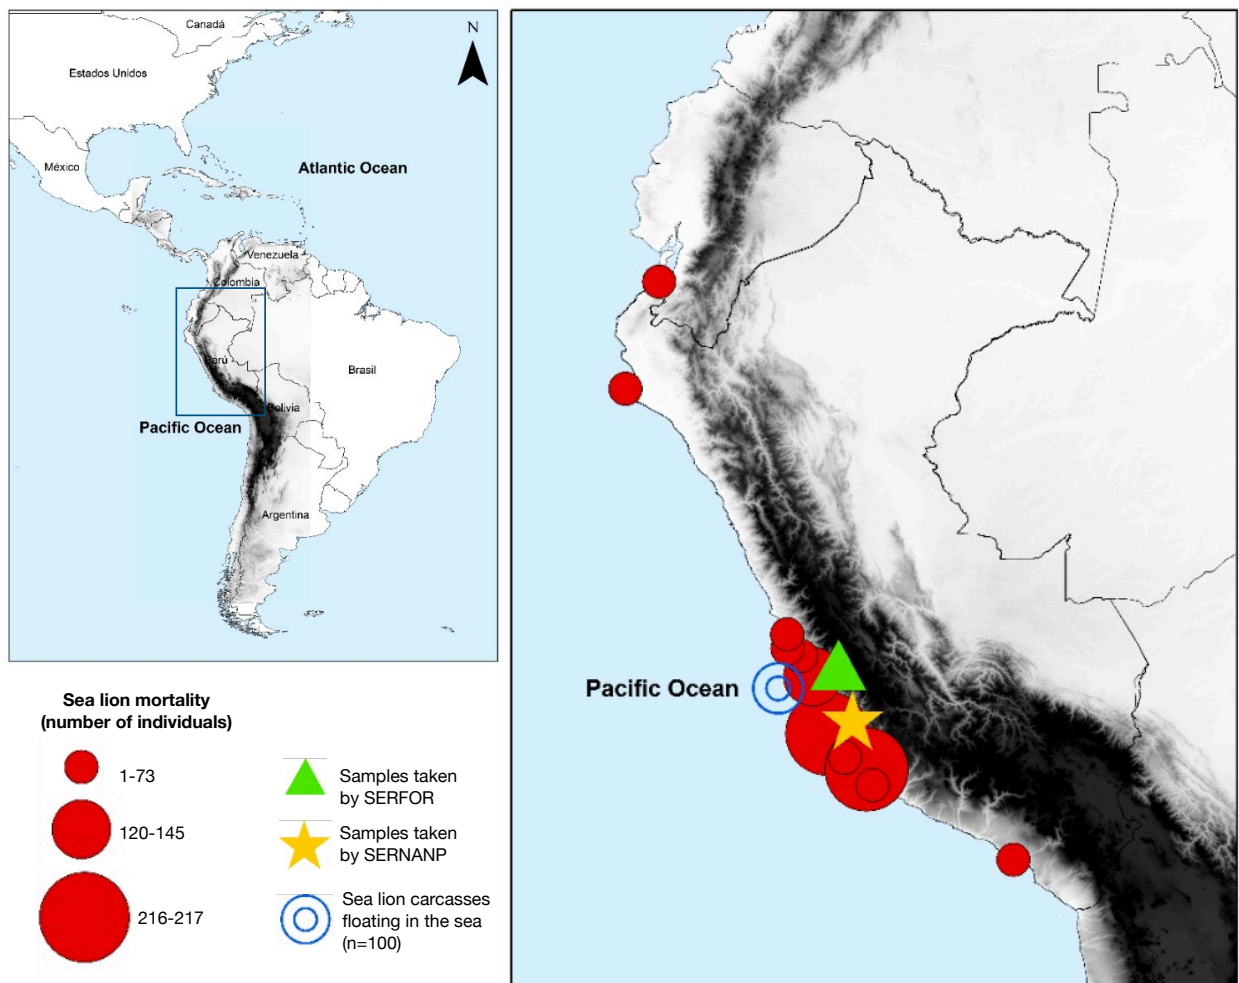 Canadá
N
Estados Unidos
México
Atlantic Ocean
Venezuela
Colombia
Perú
Brasil
Bolivia
Pacific Ocean
Argentina
Pacific Ocean
Sea lion mortality
(number of individuals)
1-73
120-145
216-217
Samples taken
by SERFOR
Samples taken
by SERNANP
Sea lion carcasses
floating in the sea
(n=100)